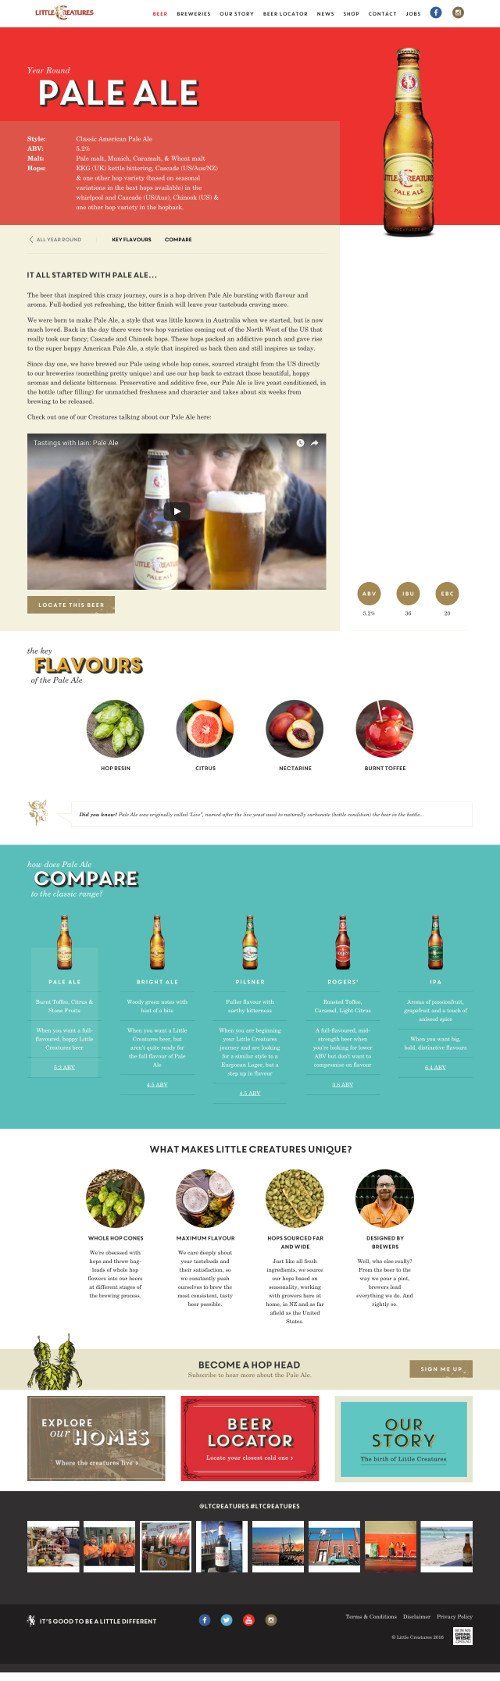 LITTLE CREATURES
BEER BREWERIES OUR STORY BEER LOCATOR NEWS SHOP CONTACT JOBS
Year Round
PALE ALE
Style: Classic American Pale Ale
ABV: 5.2%
Malt: Pale malt, Munich, Caramalt, & Wheat malt
Hops: EKG (UK) kettle bittering, Cascade (US/Aus/NZ)
& one other hop variety (based on seasonal
variations in the best hops available) in the
whirlpool and Cascade (US/Aus), Chinook (US) &
one other hop variety in the hopback.
ALL YEAR ROUND KEY FLAVOURS COMPARE
IT ALL STARTED WITH PALE ALE...
The beer that inspired this crazy journey, ours is a hop driven Pale Ale bursting with flavour and
aroma. Full-bodied yet refreshing, the bitter finish will leave your tastebuds craving more.
We were born to make Pale Ale, a style that was little known in Australia when we started, but is now
much loved. Back in the day there were two hop varieties coming out of the North West of the US that
really took our fancy, Cascade and Chinook hops. These hops packed an addictive punch and gave rise
to the super hoppy American Pale Ale, a style that inspired us back then and still inspires us today.
Since day one, we have brewed our Pale using whole hop cones, sourced straight from the US directly
to our breweries (something pretty unique) and use our hop back to extract those beautiful, hoppy
aromas and delicate bitterness. Preservative and additive free, our Pale Ale is live yeast conditioned, in
the bottle (after filling) for unmatched freshness and character and takes about six weeks from
brewing to be released.
Check out one of our Creatures talking about our Pale Ale here:
Tastings with Iain: Pale Ale
LOCATE THIS BEER
ABV IBU EBC
5.2% 36
the key
FLAVOURS
of the Pale Ale
HOP RESIN CITRUS NECTARINE BURNT TOFFEE
Did you know? Pale Ale was originally called 'Live', named after the live yeast used to naturally carbonate (bottle condition) the beer in the bottle.
how does Pale Ale
COMPARE
to the classic range?
PALE ALE BRIGHT ALE PILSNER ROGERS' IPA
Burnt Toffee, Citrus &
Stone Fruits
When you want a full-
flavoured, hoppy Little
Creatures beer
5.2 ABV
Woody green notes with
hint of a bite
When you want a Little
Creatures beer, but
aren't quite ready for
the full flavour of Pale
Ale
4.5 ABV
Fuller flavour with
earthy bitterness
When you are beginning
your Little Creatures
journey and are looking
for a similar style to a
European Lager, but a
step up in flavour
4.5 ABV
Roasted Toffee,
Caramel, Light Citrus
A full-flavoured, mid-
strength beer when
you're looking for lower
ABV but don't want to
compromise on flavour
3.8 ABV
Aroma of passionfruit,
grapefruit and a touch of
aniseed spice
When you want big,
bold, distinctive flavours
6.4 ABV
WHAT MAKES LITTLE CREATURES UNIQUE?
WHOLE HOP CONES
We're obsessed with
hops and throw bag-
loads of whole hop
flowers into our beers
at different stages of
the brewing process.
MAXIMUM FLAVOUR
We care deeply about
your tastebuds and
their satisfaction, so
we constantly push
ourselves to brew the
most consistent, tasty
beer possible.
HOPS SOURCED FAR
AND WIDE
Just like all fresh
ingredients, we source
our hops based on
seasonality, working
with growers here at
home, in NZ and as far
afield as the United
States.
DESIGNED BY
BREWERS
Well, who else really?
From the beer to the
way we pour a pint,
brewers lead
everything we do. And
rightly so.
BECOME A HOP HEAD
Subscribe to hear more about the Pale Ale.
SIGN ME UP
EXPLORE
our HOMES
Where the creatures live >
BEER
LOCATOR
Locate your closest cold one >
OUR
STORY
The birth of Little Creatures
@LTCREATURES #LTCREATURES
IT'S GOOD TO BE A LITTLE DIFFERENT
Terms & Conditions Disclaimer Privacy Policy
© Little Creatures 2016